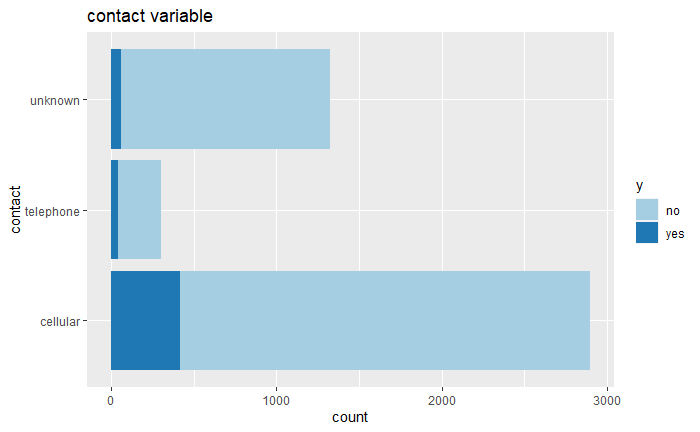 contact variable
unknown
telephone
cellular
contact
0
1000
2000
3000
count
y
no
yes